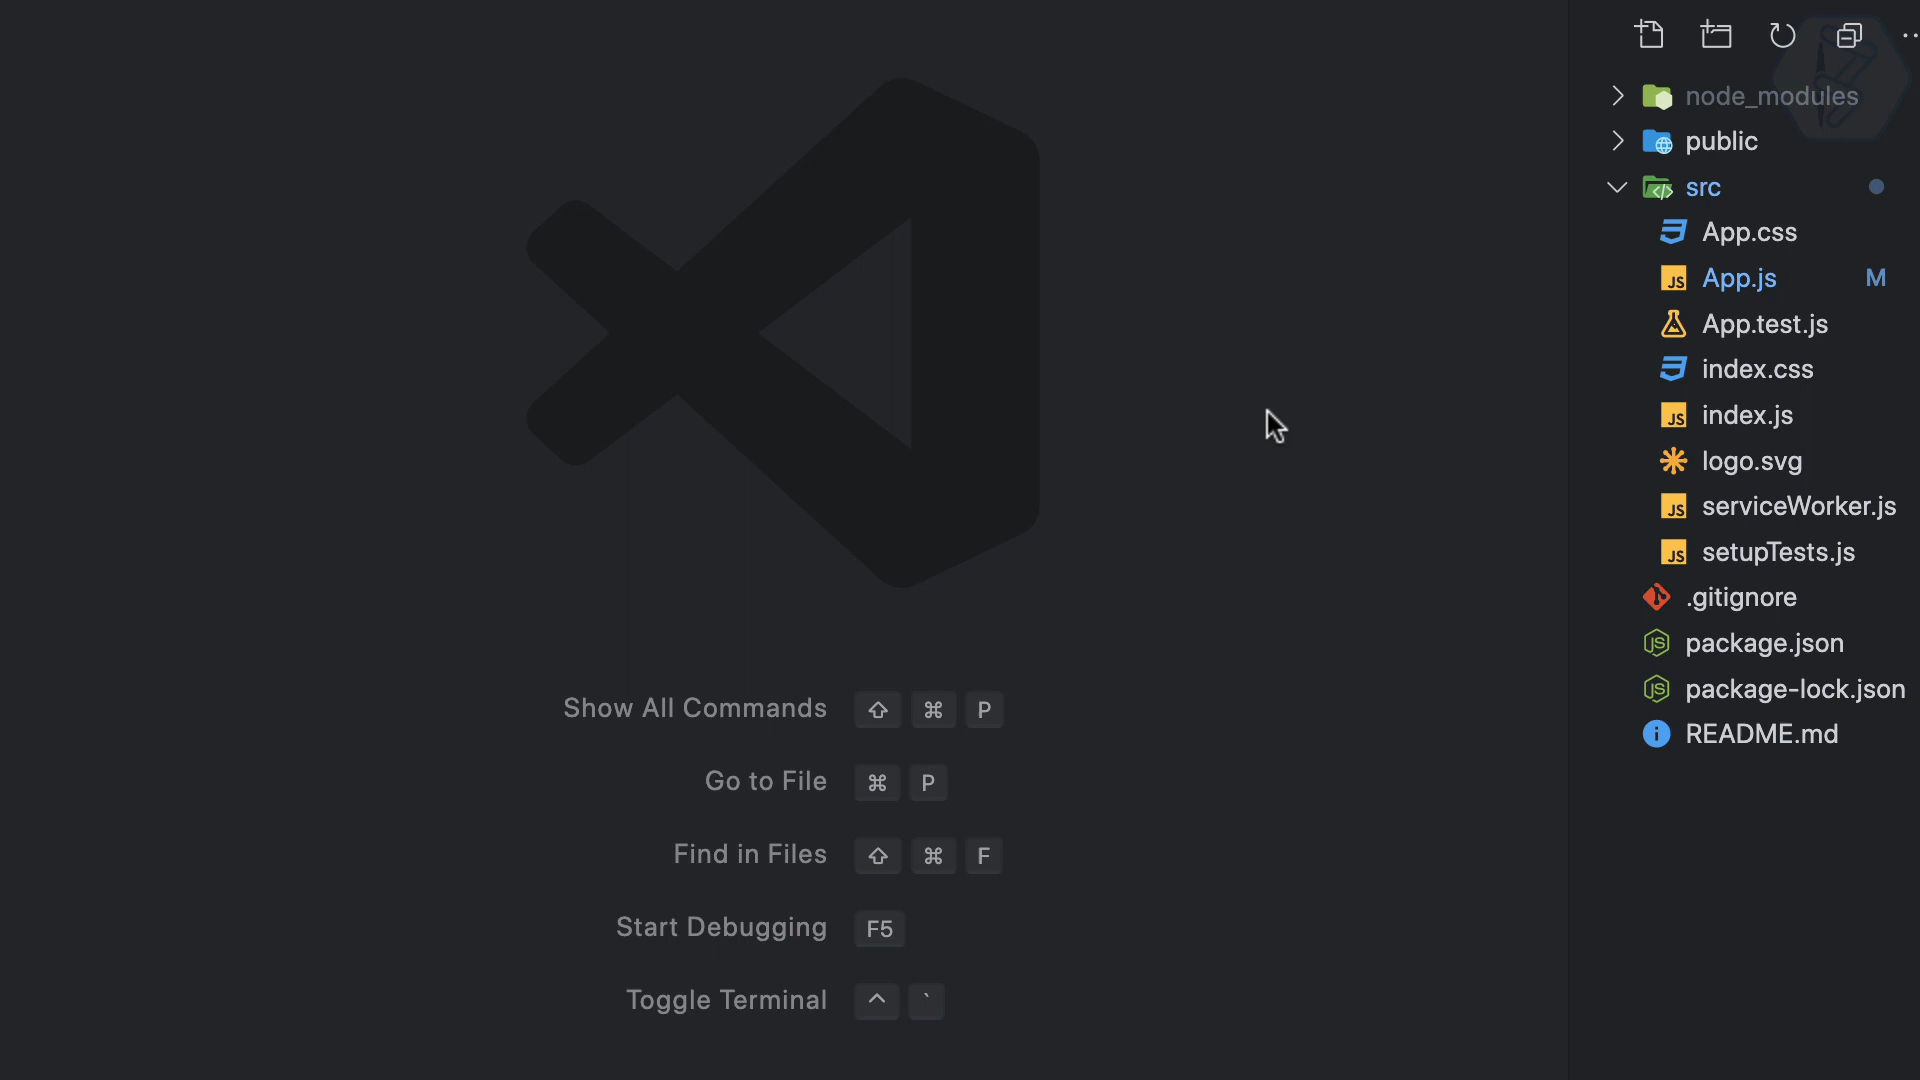 node_modules
public
src
App.css
App.js M
App.test.js
index.css
index.js
logo.svg
serviceWorker.js
setupTests.js
.gitignore
package.json
package-lock.json
README.md
Show All Commands ⇧ ⌘ P
Go to File ⌘ P
Find in Files ⇧ ⌘ F
Start Debugging F5
Toggle Terminal ^ `